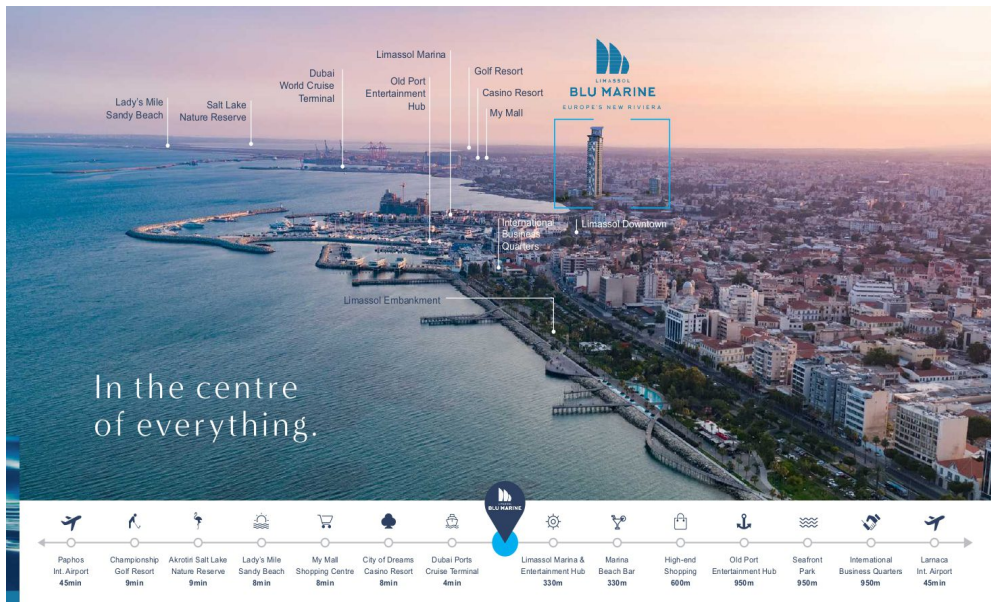 Limassol Marina
Dubai
World Cruise
Terminal
Old Port
Entertainment
Hub
Golf Resort
Casino Resort
My Mall
Lady's Mile
Sandy Beach
Salt Lake
Nature Reserve
LIMASSOL
BLU MARINE
EUROPE'S NEW RIVIERA
International
Business
Quarters
Limassol Downtown
Limassol Embankment
In the centre
of everything.
BLU MARINE
Paphos
Int. Airport
45min
Championship
Golf Resort
9min
Akrotiri Salt Lake
Nature Reserve
9min
Lady's Mile
Sandy Beach
8min
My Mall
Shopping Centre
8min
City of Dreams
Casino Resort
8min
Dubai Ports
Cruise Terminal
4min
Limassol Marina &
Entertainment Hub
330m
Marina
Beach Bar
330m
High-end
Shopping
600m
Old Port
Entertainment Hub
950m
Seafront
Park
950m
International
Business Quarters
950m
Larnaca
Int. Airport
45min